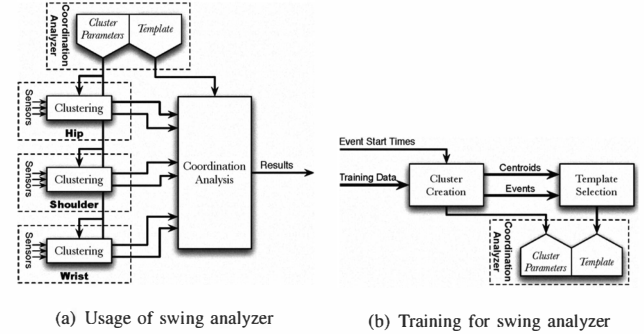 Coordination
Analyzer
Cluster
Parameters
Template
Sensors
Clustering
Hip
Sensors
Clustering
Shoulder
Sensors
Clustering
Wrist
Coordination
Analysis
Results
(a) Usage of swing analyzer
Event Start Times
Training Data
Cluster
Creation
Centroids
Events
Template
Selection
Coordination
Analyzer
Cluster
Parameters
Template
(b) Training for swing analyzer